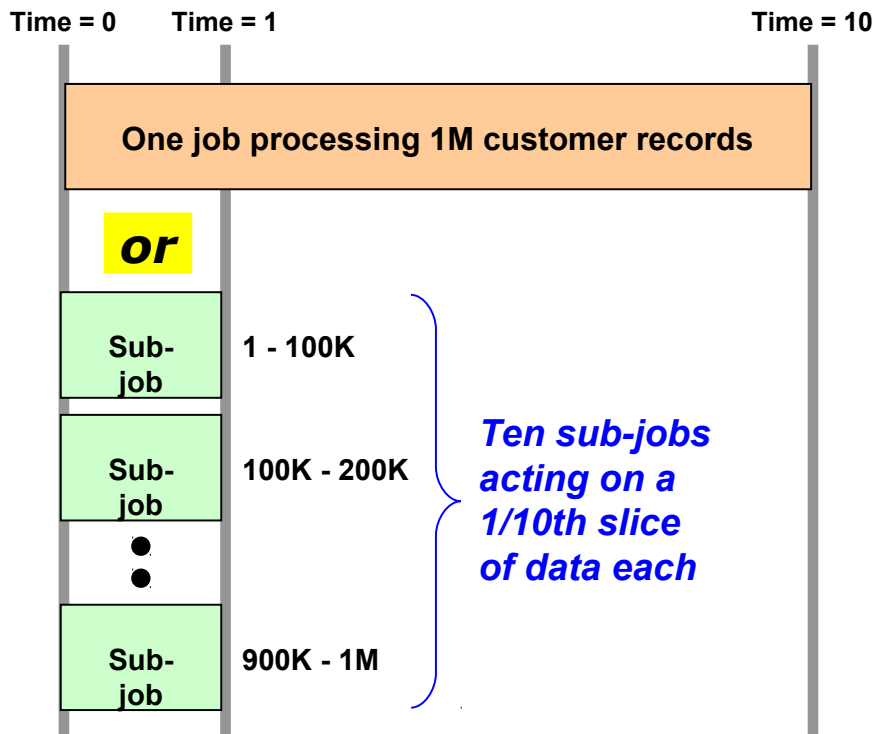 Time = 0 Time = 1 Time = 10
One job processing 1M customer records
or
Sub-
job
1 - 100K
Sub-
job
100K - 200K
Ten sub-jobs
acting on a
1/10th slice
of data each
Sub-
job
900K - 1M